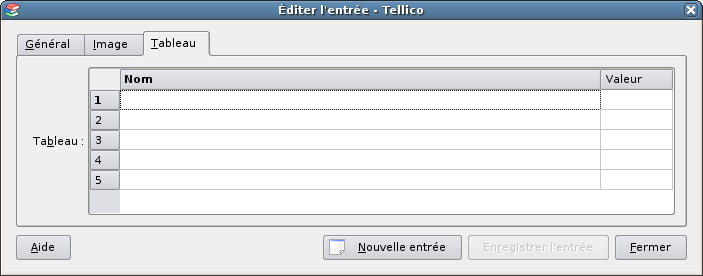 Éditer l'entrée - Tellico
Général Image Tableau
Nom Valeur
1
2
Tableau : 3
4
5
Aide Nouvelle entrée Enregistrer l'entrée Fermer